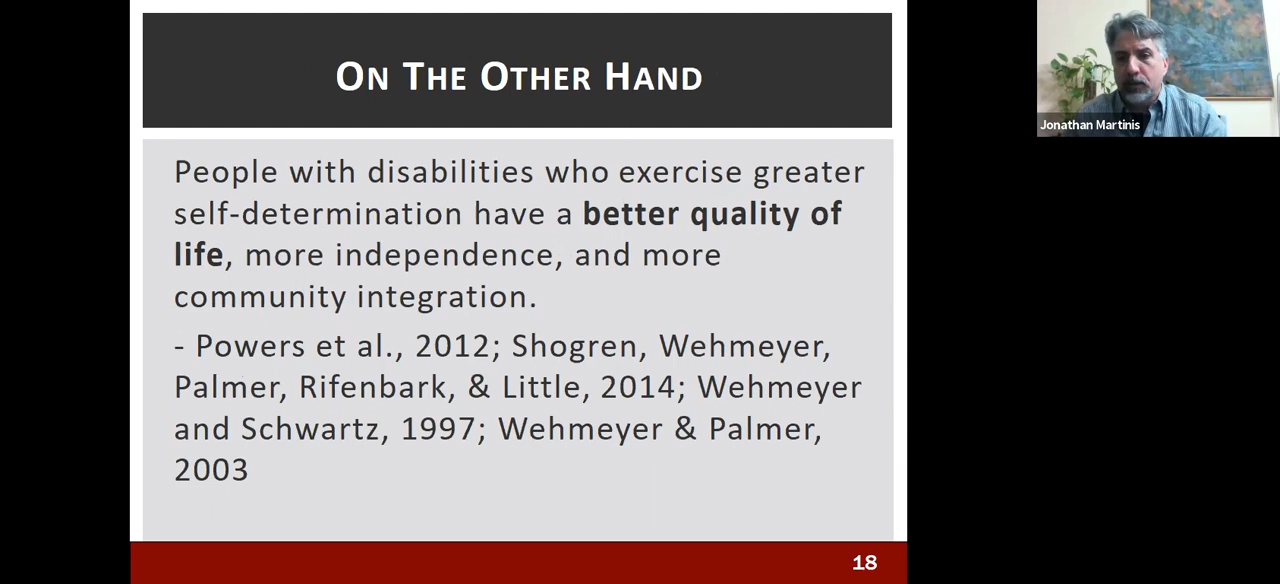 On The Other Hand
People with disabilities who exercise greater
self-determination have a better quality of
life, more independence, and more
community integration.
- Powers et al., 2012; Shogren, Wehmeyer,
Palmer, Rifenbark, & Little, 2014; Wehmeyer
and Schwartz, 1997; Wehmeyer & Palmer,
2003
18
Jonathan Martinis